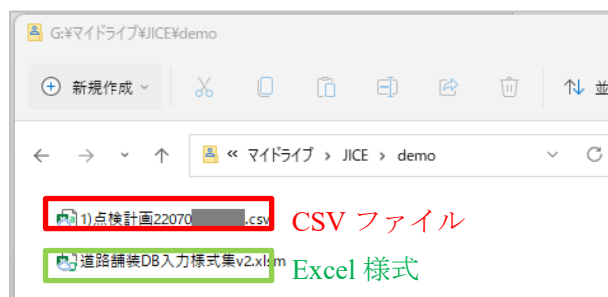 G:¥マイドライブ¥JICE¥demo
新規作成
並
« マイドライブ > JICE > demo
1)点検計画22070 .csv CSV ファイル
道路舗装DB入力様式集v2.xlsm Excel 様式